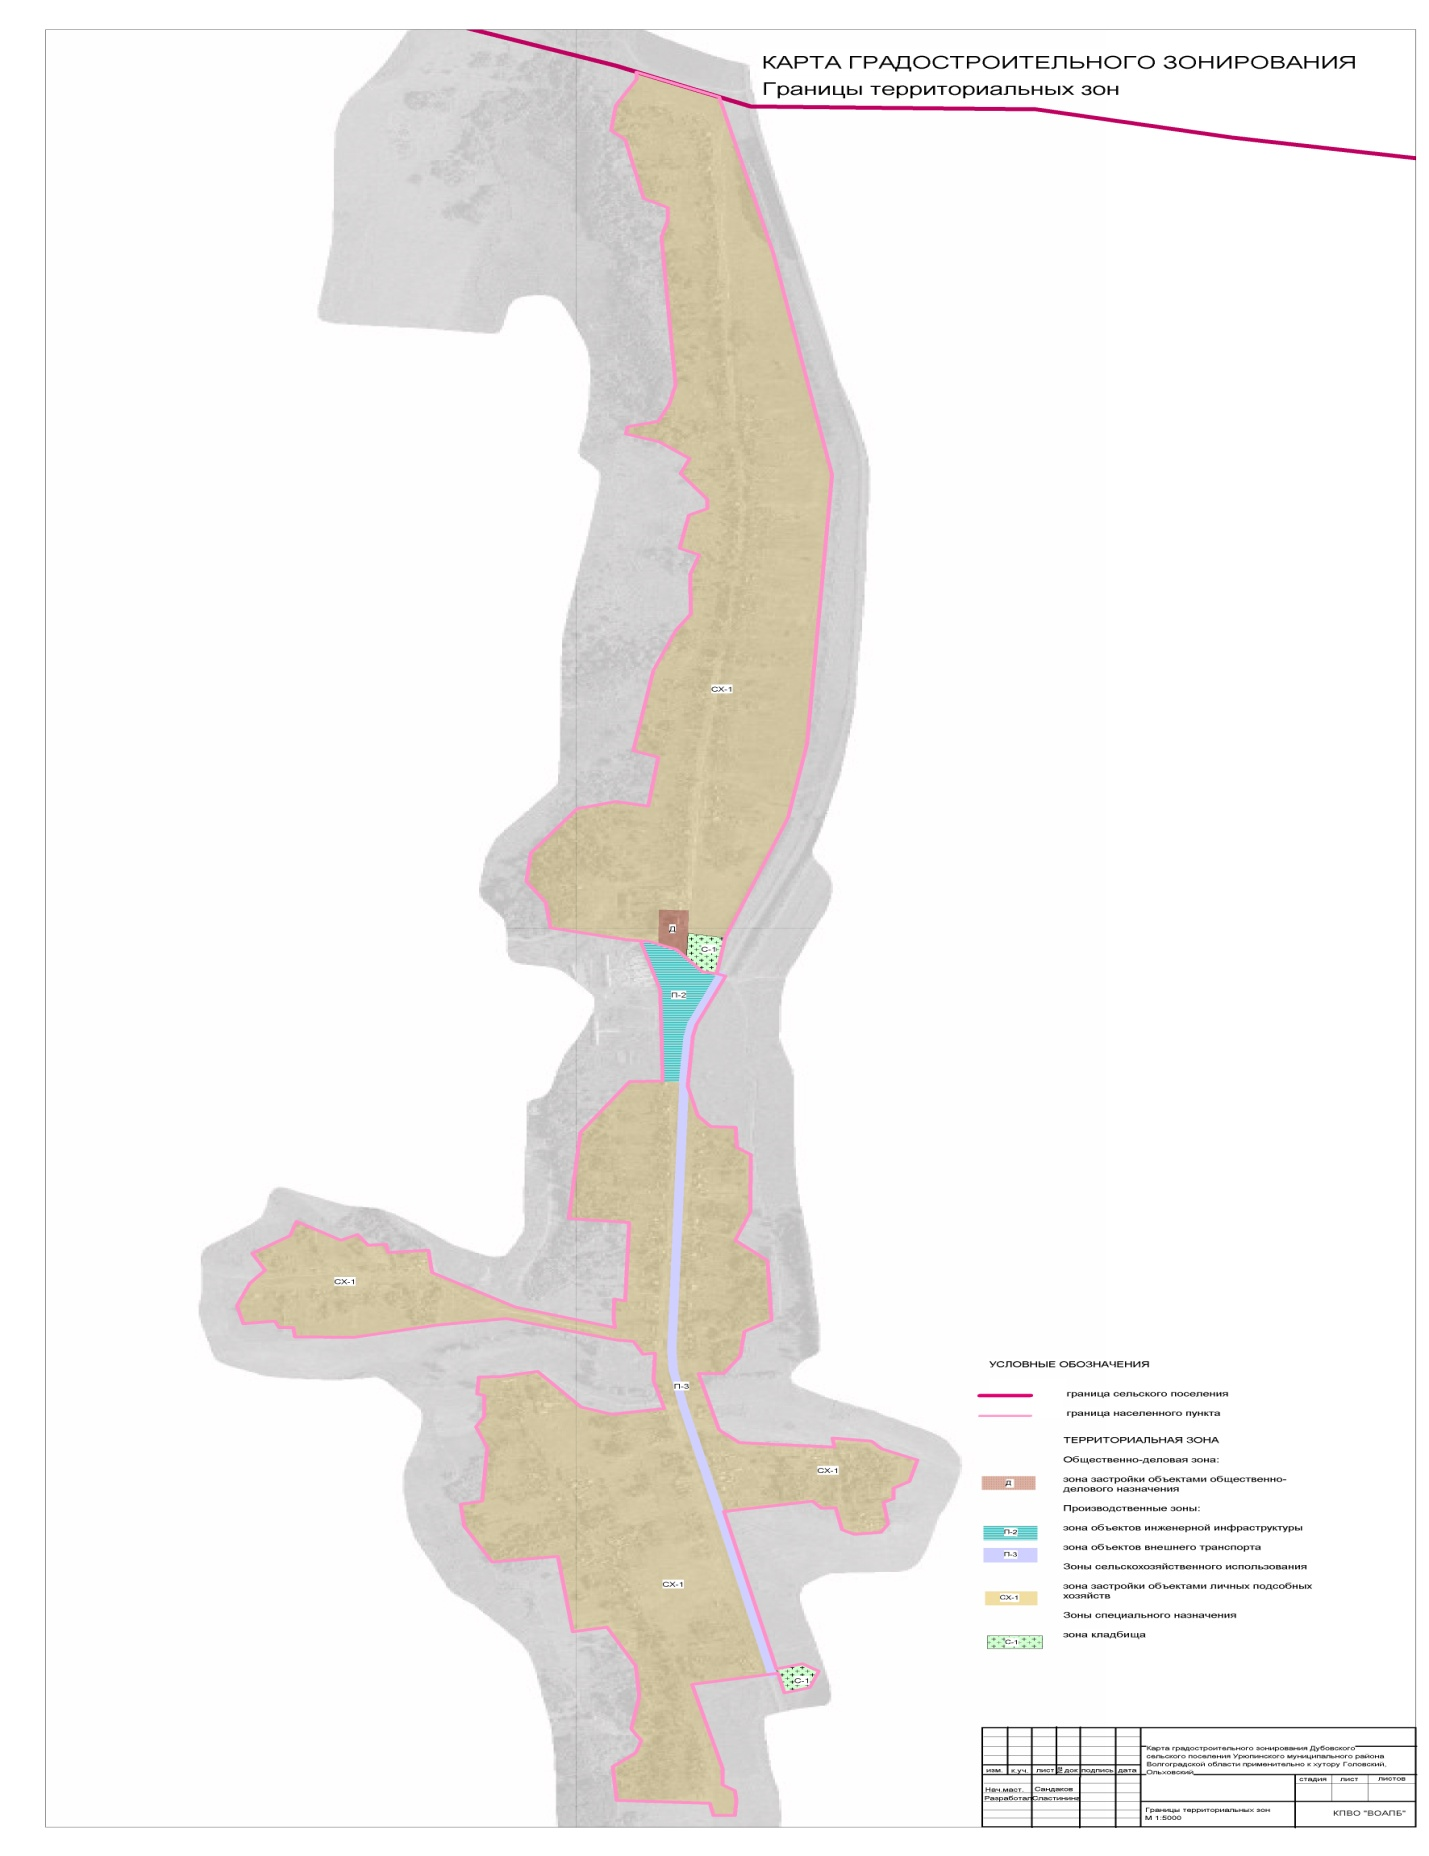 КАРТА ГРАДОСТРОИТЕЛЬНОГО ЗОНИРОВАНИЯ
Границы территориальных зон
СХ-1
Д
С-1
П-2
СХ-1
П-3
СХ-1
СХ-1
С-1
УСЛОВНЫЕ ОБОЗНАЧЕНИЯ
граница сельского поселения
граница населенного пункта
ТЕРРИТОРИАЛЬНАЯ ЗОНА
Общественно-деловая зона:
Д зона застройки объектами общественно-
делового назначения
Производственные зоны:
П-2 зона объектов инженерной инфраструктуры
П-3 зона объектов внешнего транспорта
Зоны сельскохозяйственного использования
СХ-1 зона застройки объектами личных подсобных
хозяйств
Зоны специального назначения
С-1 зона кладбища
Карта градостроительного зонирования Дубовского
сельского поселения Урюпинского муниципального района
Волгоградской области применительно к хутору Головский,
Ольховский
изм. к.уч. лист № док подпись дата
стадия лист листов
Нач.маст. Сандаков
Разработал Сластинина
Границы территориальных зон
М 1:5000
КПВО "ВОАПБ"